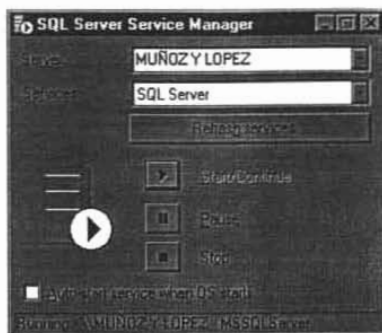 SQL Server Service Manager
Server: MUÑOZ Y LOPEZ
Services: SQL Server
Refresh services
Start/Continue
Pause
Stop
Auto-start service when OS starts
Running - \\MUÑOZ Y LOPEZ - MSSQLServer